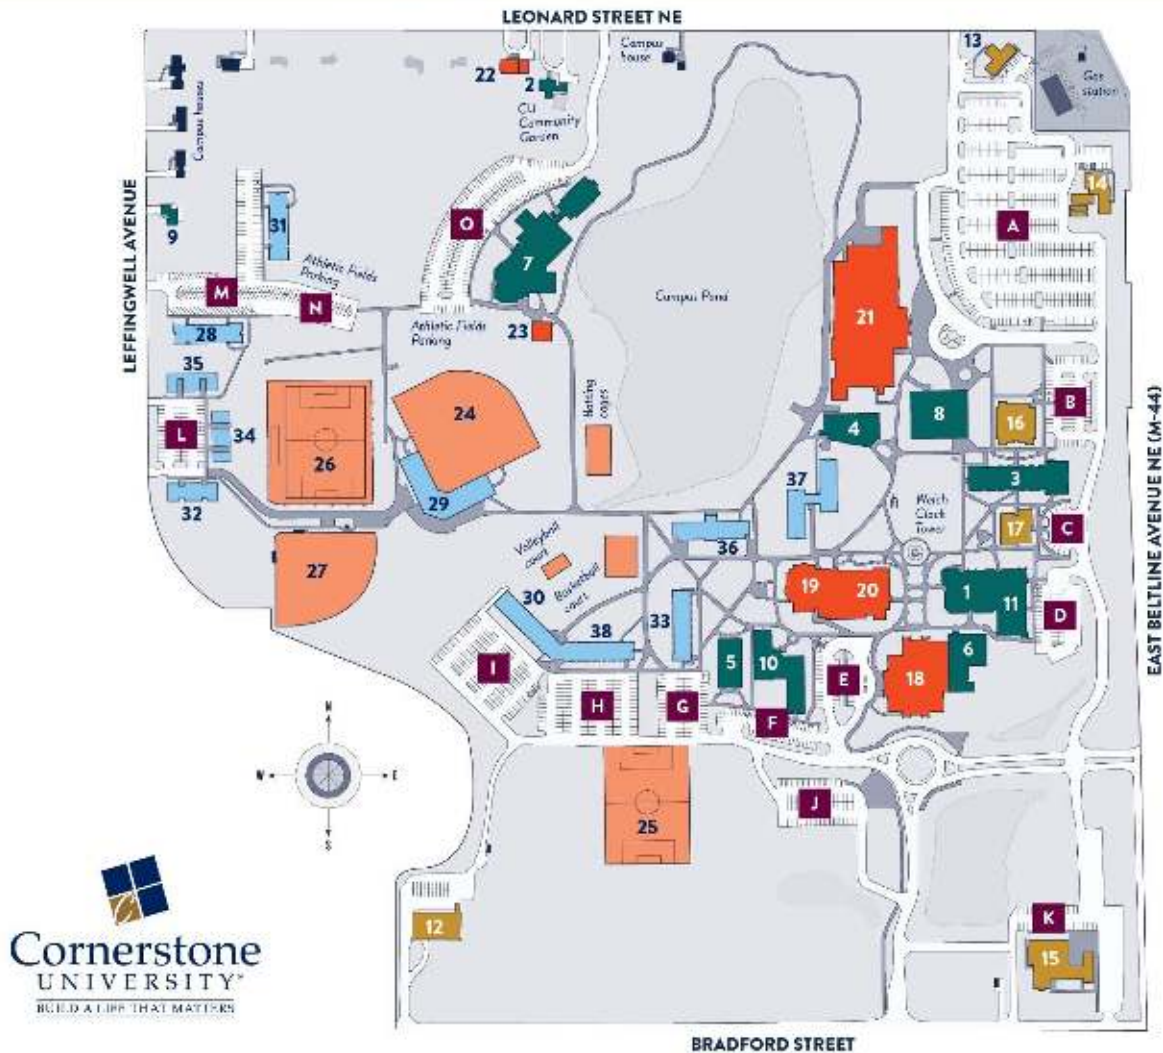 LEONARD STREET NE
13
Campus
house
22
2
Gas
station
CU
Community
Garden
Campus houses
14
LEFFINGWELL AVENUE
9
31
O
A
7
Athletic Fields
Parking
M
N
Campus Pond
21
28
Athletic Fields
Parking
23
35
24
Batting
cages
B
8
16
4
L
34
26
EAST BELTLINE AVENUE NE (M-44)
3
37
29
32
Welch
Clock
Tower
17
C
36
Volleyball
court
27
Basketball
court
30
19
20
1
11
D
33
38
5
10
6
I
E
18
H
G
F
N
W
E
S
J
25
K
12
15
Cornerstone
UNIVERSITY
BUILD A LIFE THAT MATTERS
BRADFORD STREET